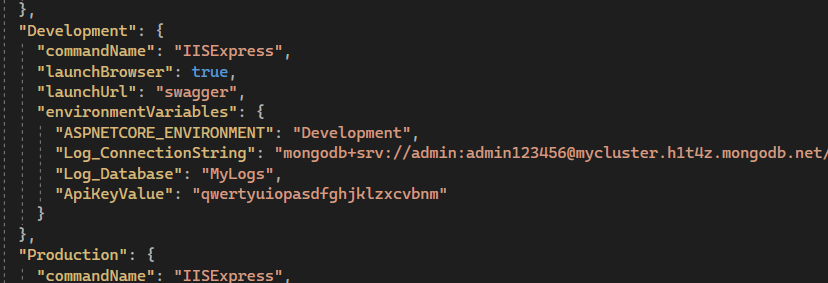 },
"Development": {
"commandName": "IISExpress",
"launchBrowser": true,
"launchUrl": "swagger",
"environmentVariables": {
"ASPNETCORE_ENVIRONMENT": "Development",
"Log_ConnectionString": "mongodb+srv://admin:admin123456@mycluster.h1t4z.mongodb.net/
"Log_Database": "MyLogs",
"ApiKeyValue": "qwertyuiopasdfghjklzxcvbnm"
}
},
"Production": {
"commandName": "IISExpress",